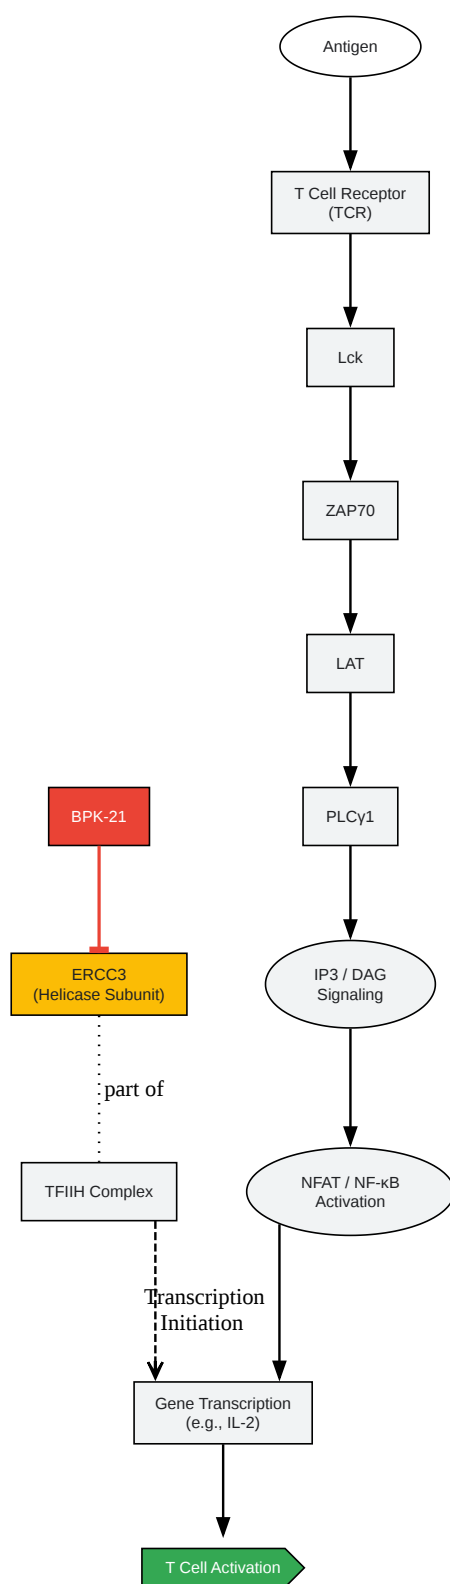 Antigen
T Cell Receptor
(TCR)
Lck
ZAP70
LAT
BPK-21
PLCγ1
ERCC3
(Helicase Subunit)
IP3 / DAG
Signaling
part of
TFIIH Complex
NFAT / NF-κB
Activation
Transcription
Initiation
Gene Transcription
(e.g., IL-2)
T Cell Activation